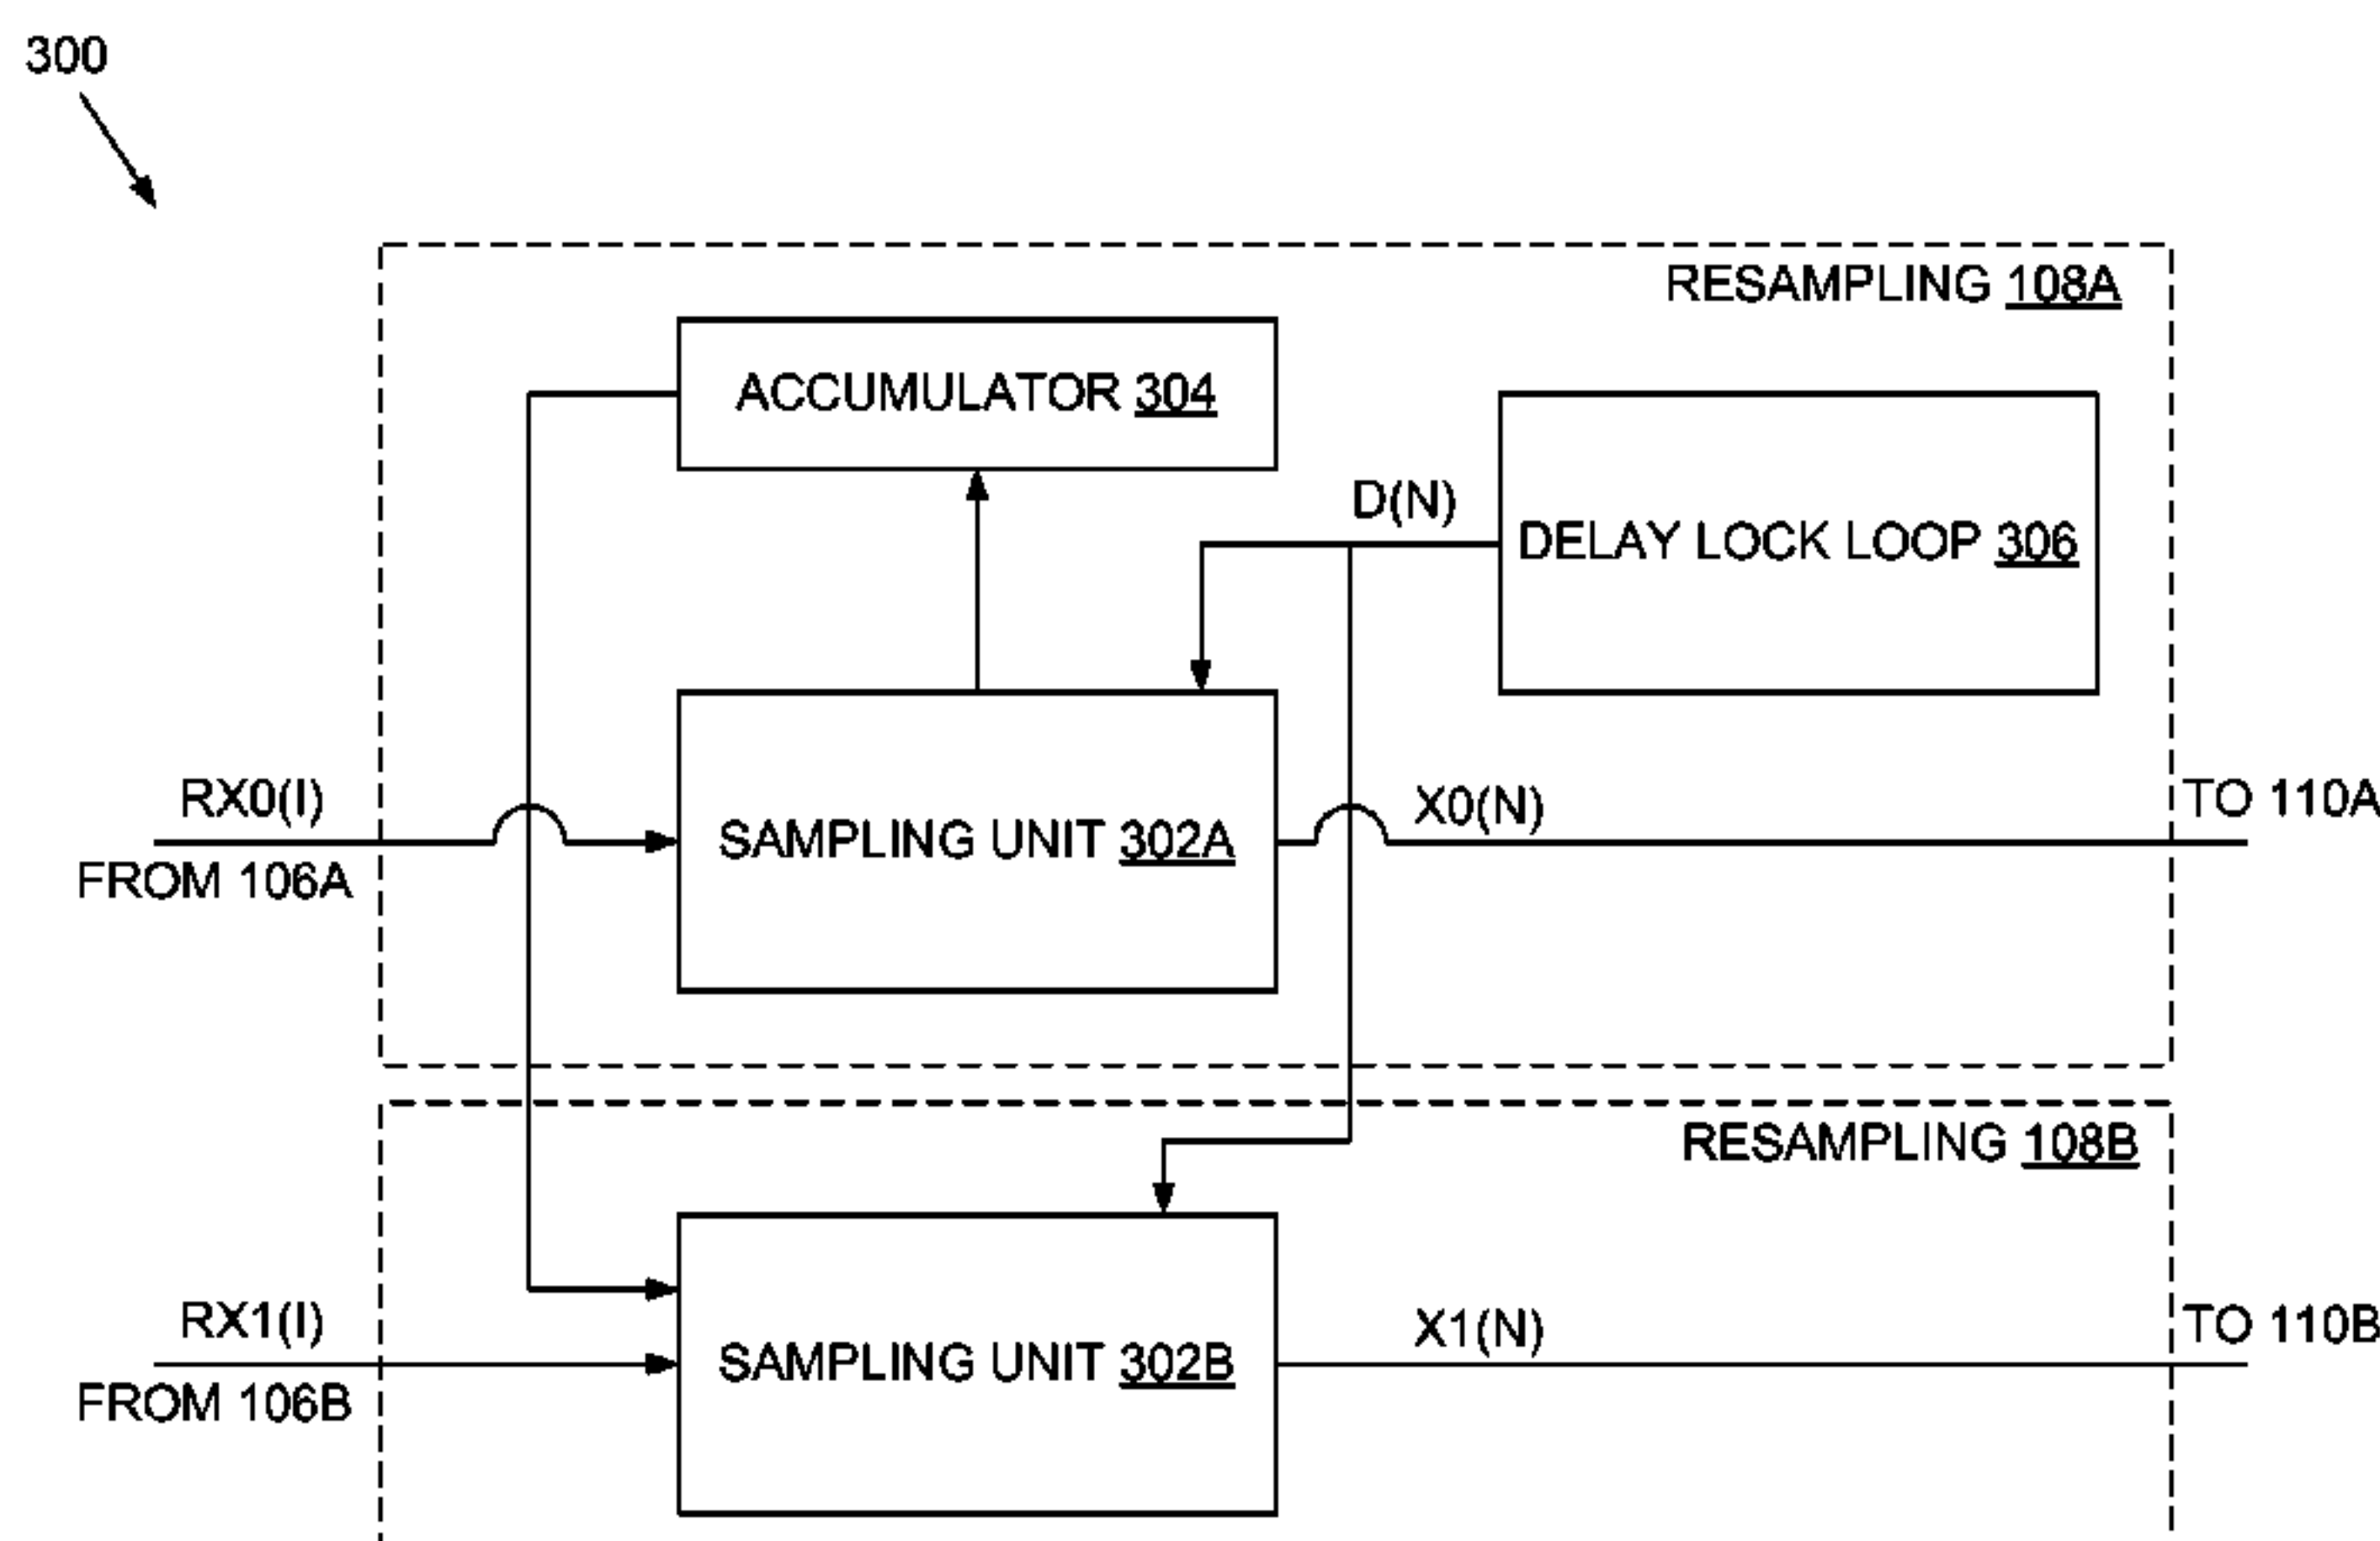 300
RESAMPLING 108A
ACCUMULATOR 304
D(N)
DELAY LOCK LOOP 306
RX0(I)
FROM 106A
SAMPLING UNIT 302A
X0(N)
TO 110A
RESAMPLING 108B
RX1(I)
FROM 106B
SAMPLING UNIT 302B
X1(N)
TO 110B